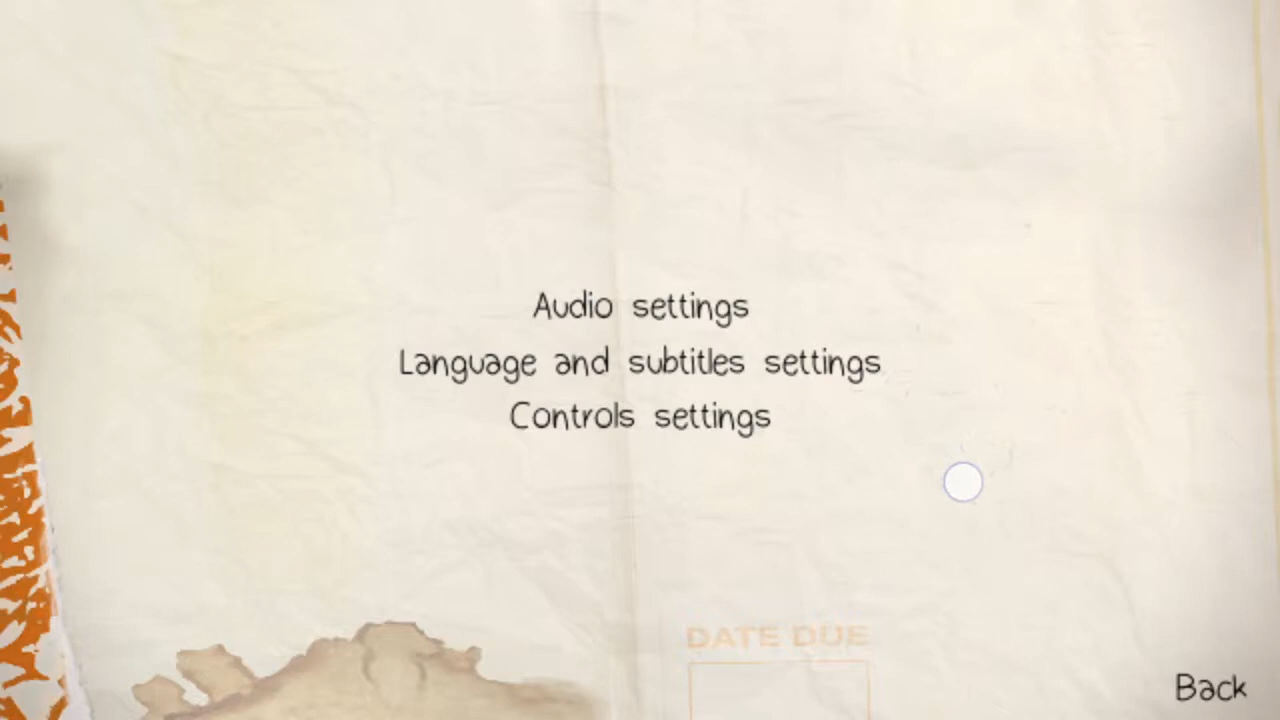 Audio settings
Language and subtitles settings
Controls settings
DATE DUE
Back